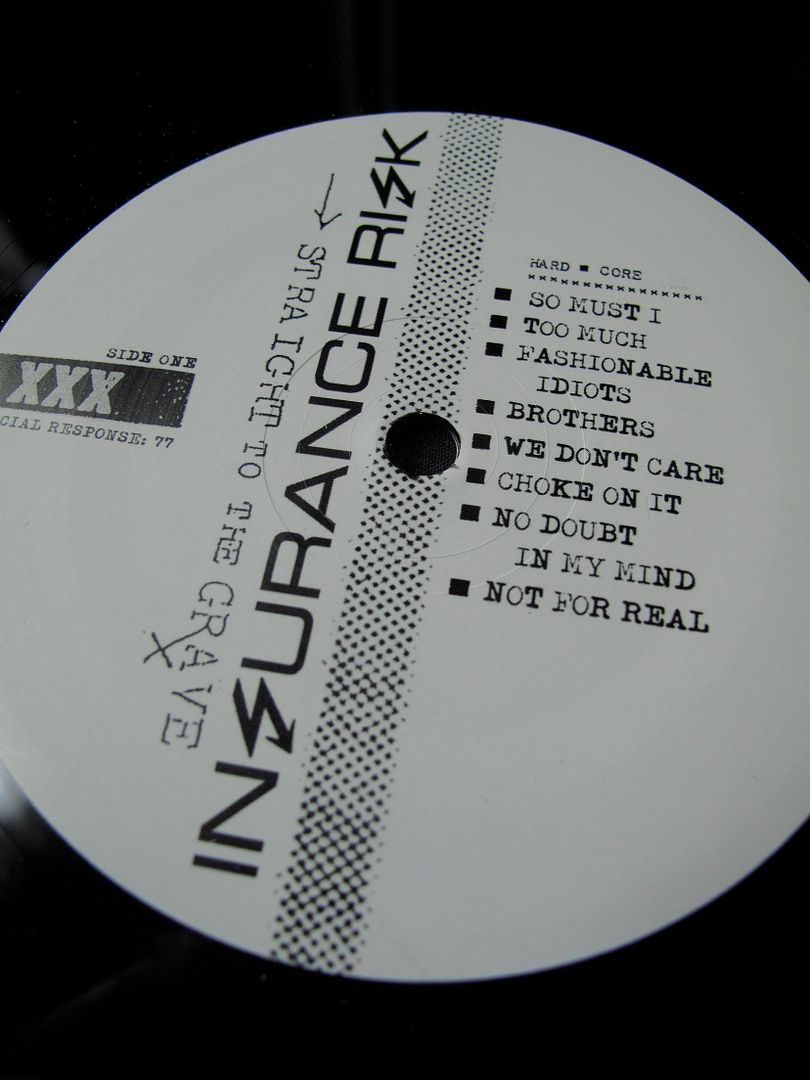 SIDE ONE
XXX
CIAL RESPONSE: 77
STRAIGHT TO THE GRAVE
INSURANCE RISK
HARD ■ CORE
SO MUST I
TOO MUCH
FASHIONABLE
IDIOTS
BROTHERS
WE DON'T CARE
CHOKE ON IT
NO DOUBT
IN MY MIND
NOT FOR REAL